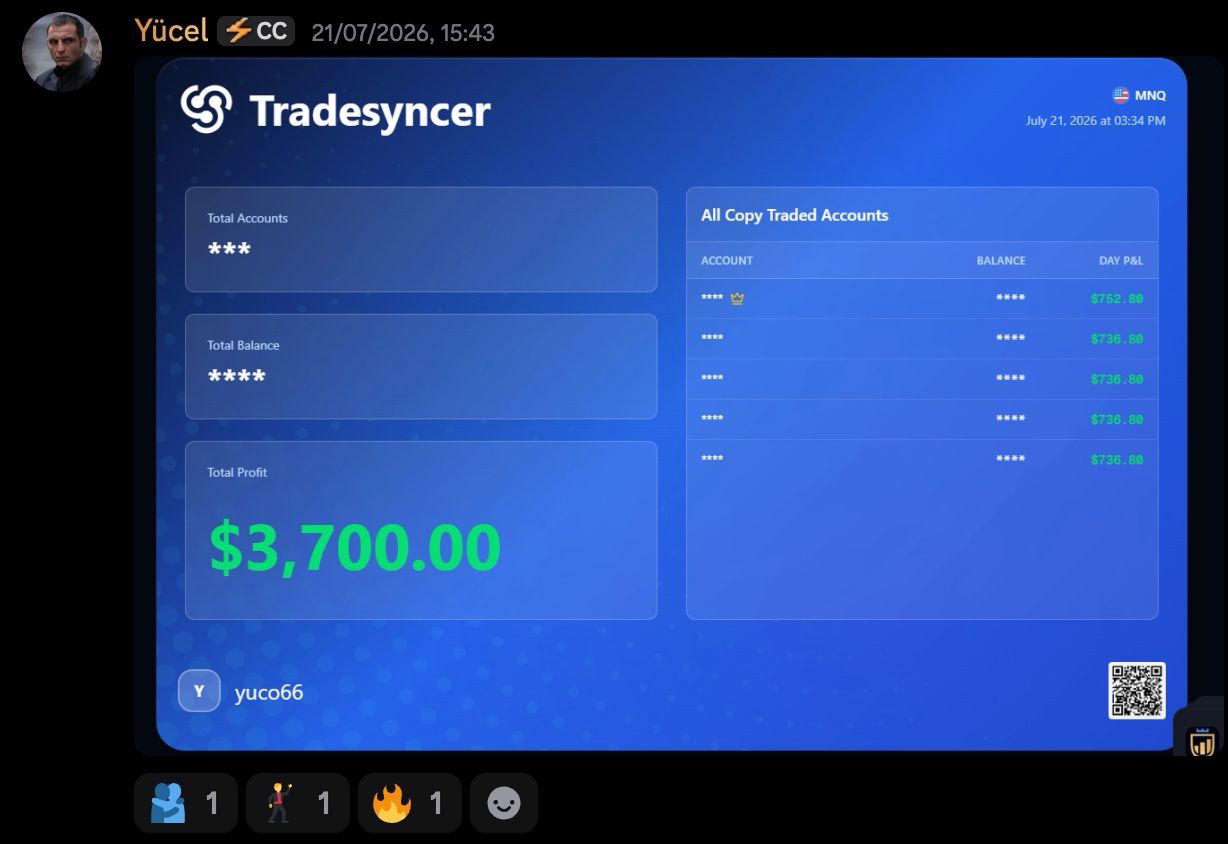 Yücel ⚡CC 21/07/2026, 15:43
Tradesyncer
MNQ
July 21, 2026 at 03:34 PM
Total Accounts
***
Total Balance
****
Total Profit
$3,700.00
All Copy Traded Accounts
ACCOUNT BALANCE DAY P&L
**** **** $752.80
**** **** $736.80
**** **** $736.80
**** **** $736.80
**** **** $736.80
Y yuco66
1 1 1